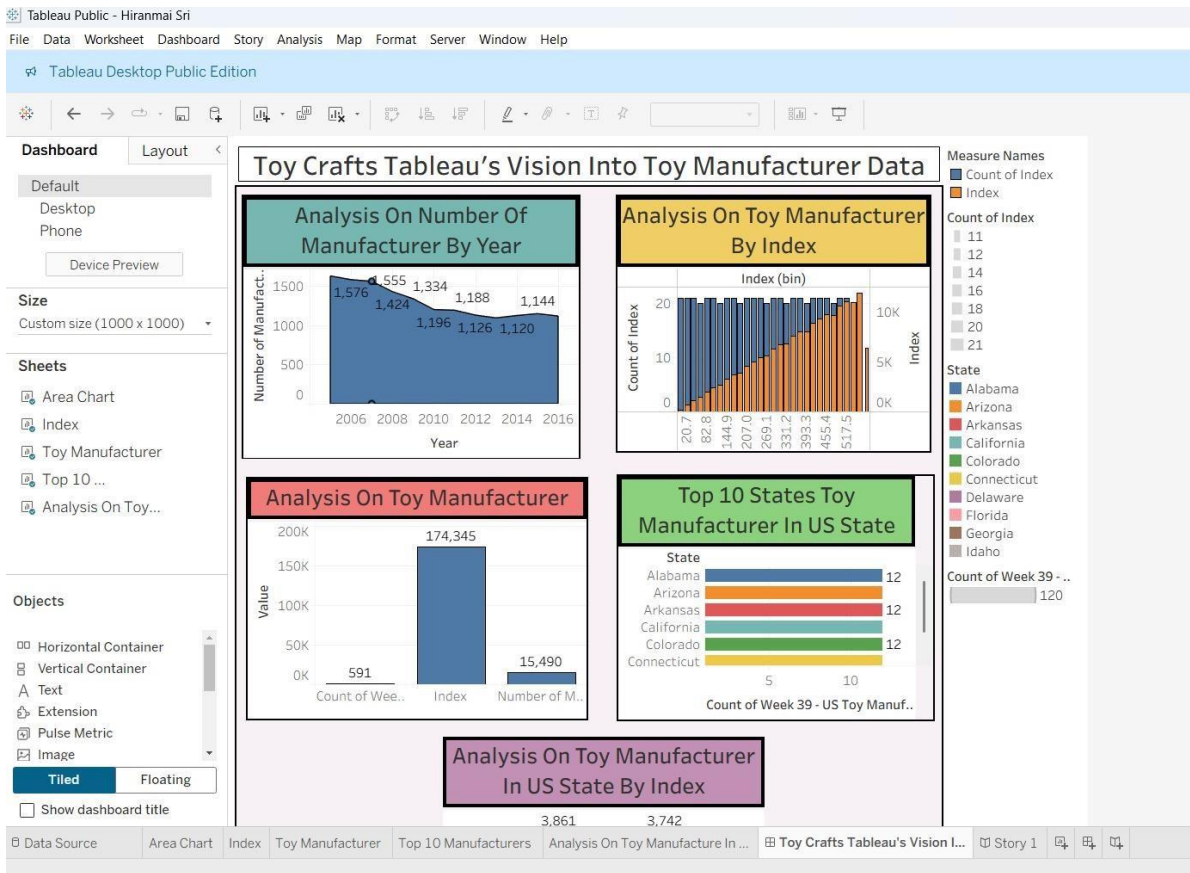 Tableau Public - Hiranmai Sri
File Data Worksheet Dashboard Story Analysis Map Format Server Window Help
Tableau Desktop Public Edition
Dashboard Layout
Default
Desktop
Phone
Device Preview
Size
Custom size (1000 x 1000)
Sheets
Area Chart
Index
Toy Manufacturer
Top 10 ...
Analysis On Toy...
Objects
Horizontal Container
Vertical Container
Text
Extension
Pulse Metric
Image
Tiled Floating
Show dashboard title
Toy Crafts Tableau's Vision Into Toy Manufacturer Data
Analysis On Number Of
Manufacturer By Year
Number of Manufact..
1500
1000
500
0
1,576 1,555 1,424 1,334 1,196 1,188 1,126 1,120 1,144
2006 2008 2010 2012 2014 2016
Year
Analysis On Toy Manufacturer
By Index
Index (bin)
Count of Index
20
10
0
10K
5K
0K
Index
20.7 82.8 144.9 207.0 269.1 331.2 393.3 455.4 517.5
Analysis On Toy Manufacturer
Value
200K
150K
100K
50K
0K
591 174,345 15,490
Count of Wee.. Index Number of M..
Top 10 States Toy
Manufacturer In US State
State
Alabama 12
Arizona
Arkansas 12
California
Colorado 12
Connecticut
5 10
Count of Week 39 - US Toy Manuf..
Analysis On Toy Manufacturer
In US State By Index
3,861 3,742
Measure Names
Count of Index
Index
Count of Index
11
12
14
16
18
20
21
State
Alabama
Arizona
Arkansas
California
Colorado
Connecticut
Delaware
Florida
Georgia
Idaho
Count of Week 39 - ..
120
Data Source Area Chart Index Toy Manufacturer Top 10 Manufacturers Analysis On Toy Manufacture In ... Toy Crafts Tableau's Vision I... Story 1